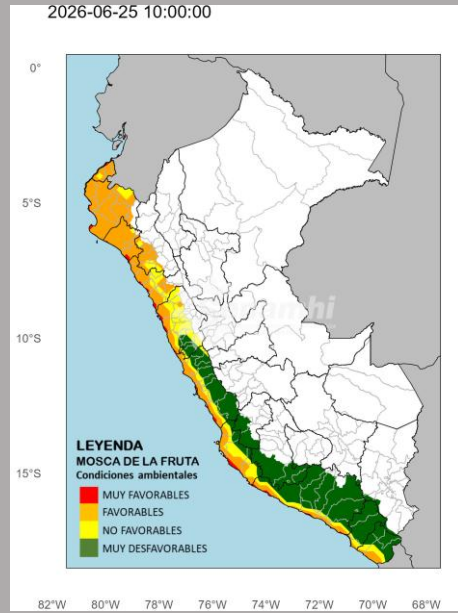 2026-06-25 10:00:00
0°
5°S
10°S
15°S
senamhi
LEYENDA
MOSCA DE LA FRUTA
Condiciones ambientales
MUY FAVORABLES
FAVORABLES
NO FAVORABLES
MUY DESFAVORABLES
82°W 80°W 78°W 76°W 74°W 72°W 70°W 68°W